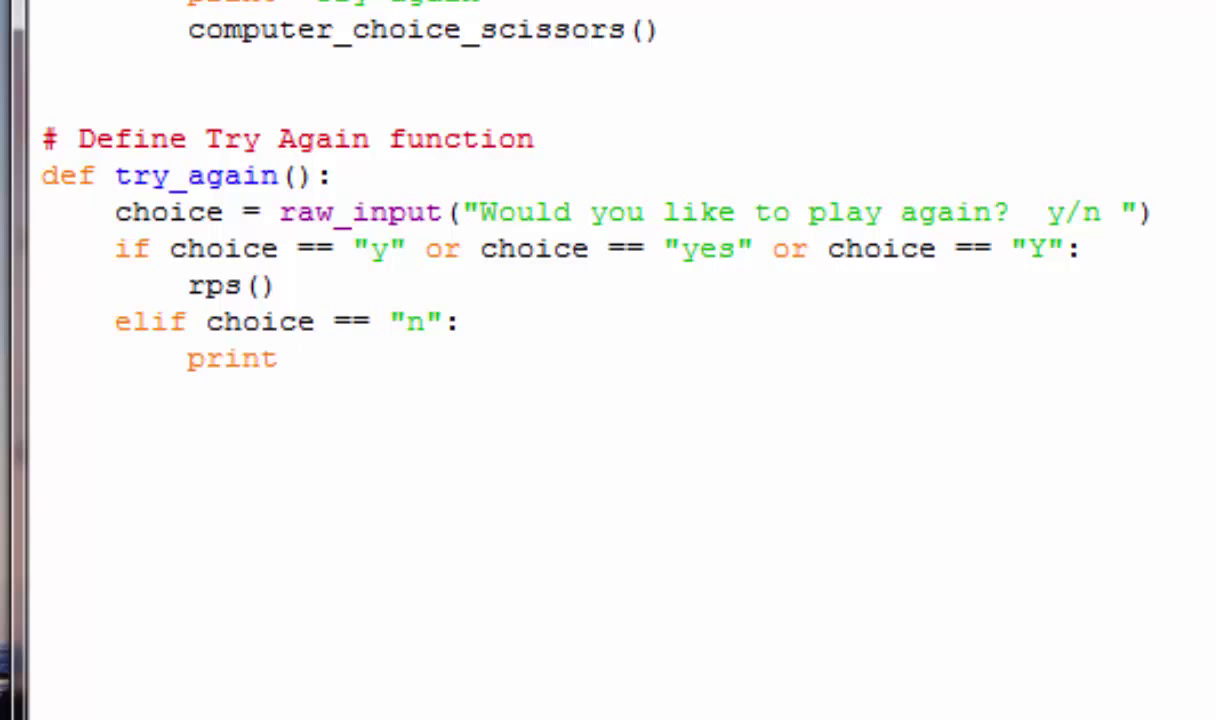 computer_choice_scissors()
# Define Try Again function
def try_again():
choice = raw_input("Would you like to play again?  y/n ")
if choice == "y" or choice == "yes" or choice == "Y":
rps()
elif choice == "n":
print